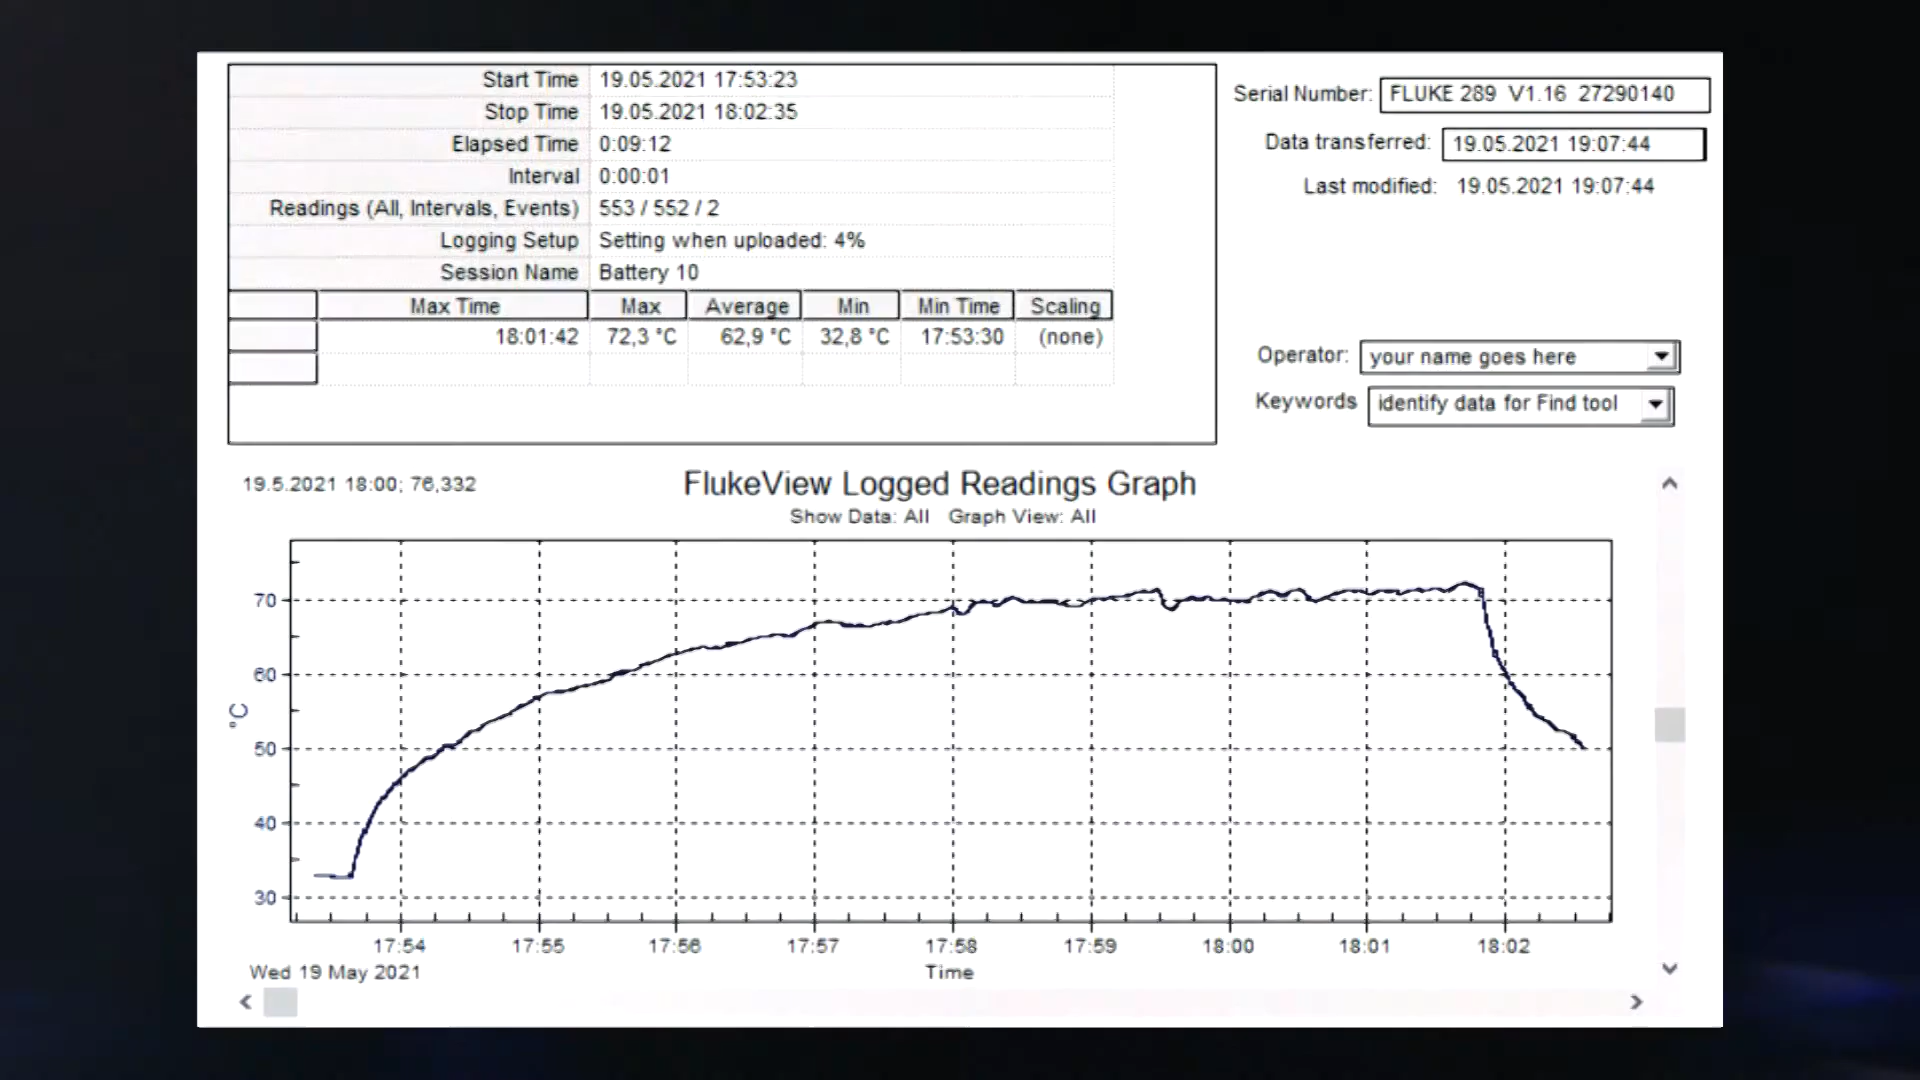 Start Time 19.05.2021 17:53:23
Stop Time 19.05.2021 18:02:35
Elapsed Time 0:09:12
Interval 0:00:01
Readings (All, Intervals, Events) 553 / 552 / 2
Logging Setup Setting when uploaded: 4%
Session Name Battery 10
Max Time Max Average Min Min Time Scaling
18:01:42 72,3 °C 62,9 °C 32,8 °C 17:53:30 (none)
Serial Number: FLUKE 289 V1.16 27290140
Data transferred: 19.05.2021 19:07:44
Last modified: 19.05.2021 19:07:44
Operator: your name goes here
Keywords identify data for Find tool
19.5.2021 18:00; 76,332
FlukeView Logged Readings Graph
Show Data: All Graph View: All
70
60
°C
50
40
30
17:54 17:55 17:56 17:57 17:58 17:59 18:00 18:01 18:02
Wed 19 May 2021 Time